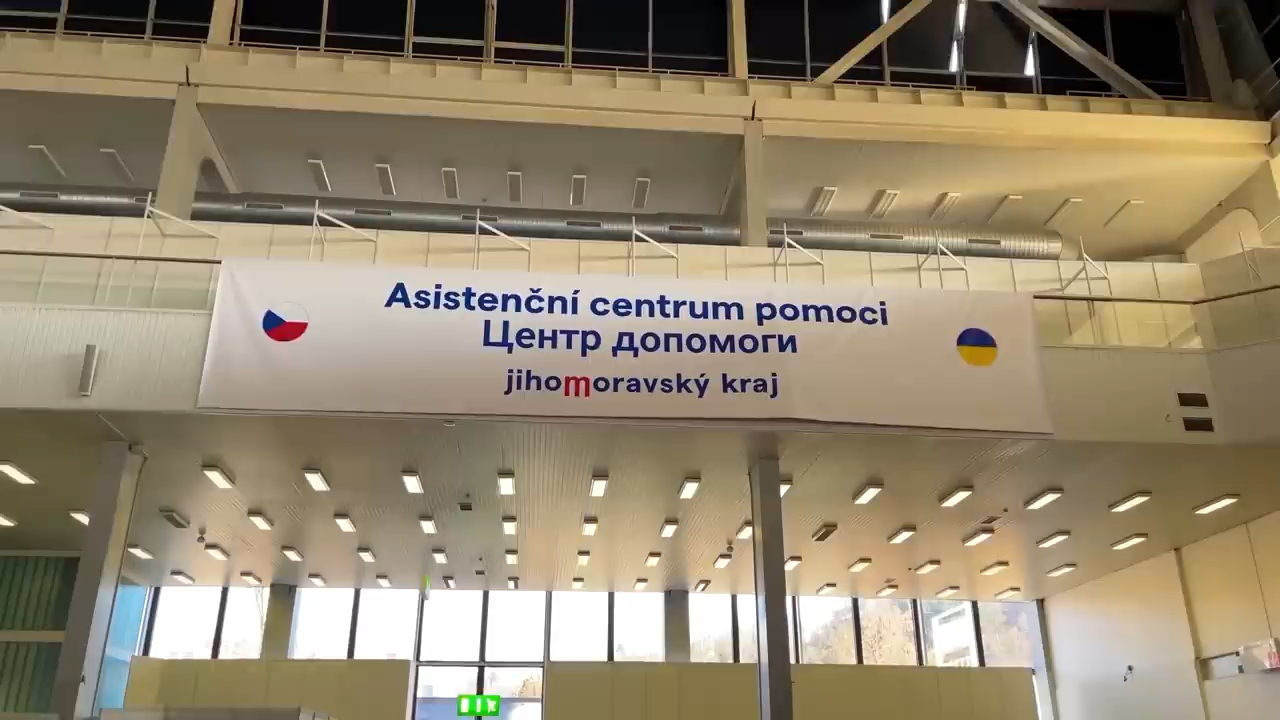 Asistenční centrum pomoci
Центр допомоги
jihomoravský kraj